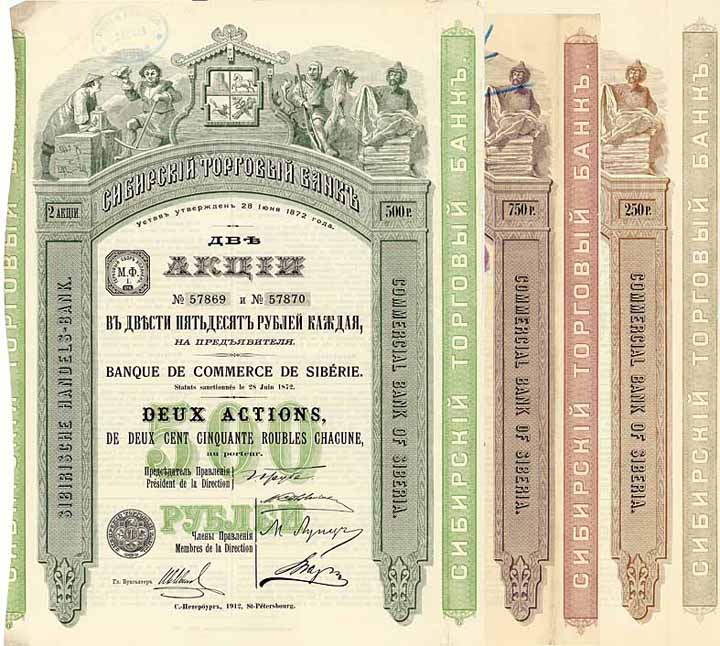 СИБИРСКІЙ ТОРГОВЫЙ БАНКЪ
Уставъ утвержденъ 28 Іюня 1872 года.
2 АКЦІИ
500 Р.
ДВѢ
АКЦІИ
М.Ф.
№ 57869 и № 57870
ВЪ ДВѢСТИ ПЯТЬДЕСЯТЪ РУБЛЕЙ КАЖДАЯ,
НА ПРЕДЪЯВИТЕЛЯ.
BANQUE DE COMMERCE DE SIBÉRIE.
Statuts sanctionnés le 28 Juin 1872.
500
DEUX ACTIONS,
DE DEUX CENT CINQUANTE ROUBLES CHACUNE,
au porteur.
Предсѣдатель Правленія
Président de la Direction
РУБЛЕЙ
Члены Правленія
Membres de la Direction
Гл. Бухгалтеръ
С.-Петербургъ, 1912, St-Pétersbourg.
SIBIRISCHE HANDELS-BANK.
COMMERCIAL BANK OF SIBERIA.
СИБИРСКІЙ ТОРГОВЫЙ БАНКЪ.
750 Р.
COMMERCIAL BANK OF SIBERIA.
СИБИРСКІЙ ТОРГОВЫЙ БАНКЪ.
250 Р.
COMMERCIAL BANK OF SIBERIA.
СИБИРСКІЙ ТОРГОВЫЙ БАНКЪ.